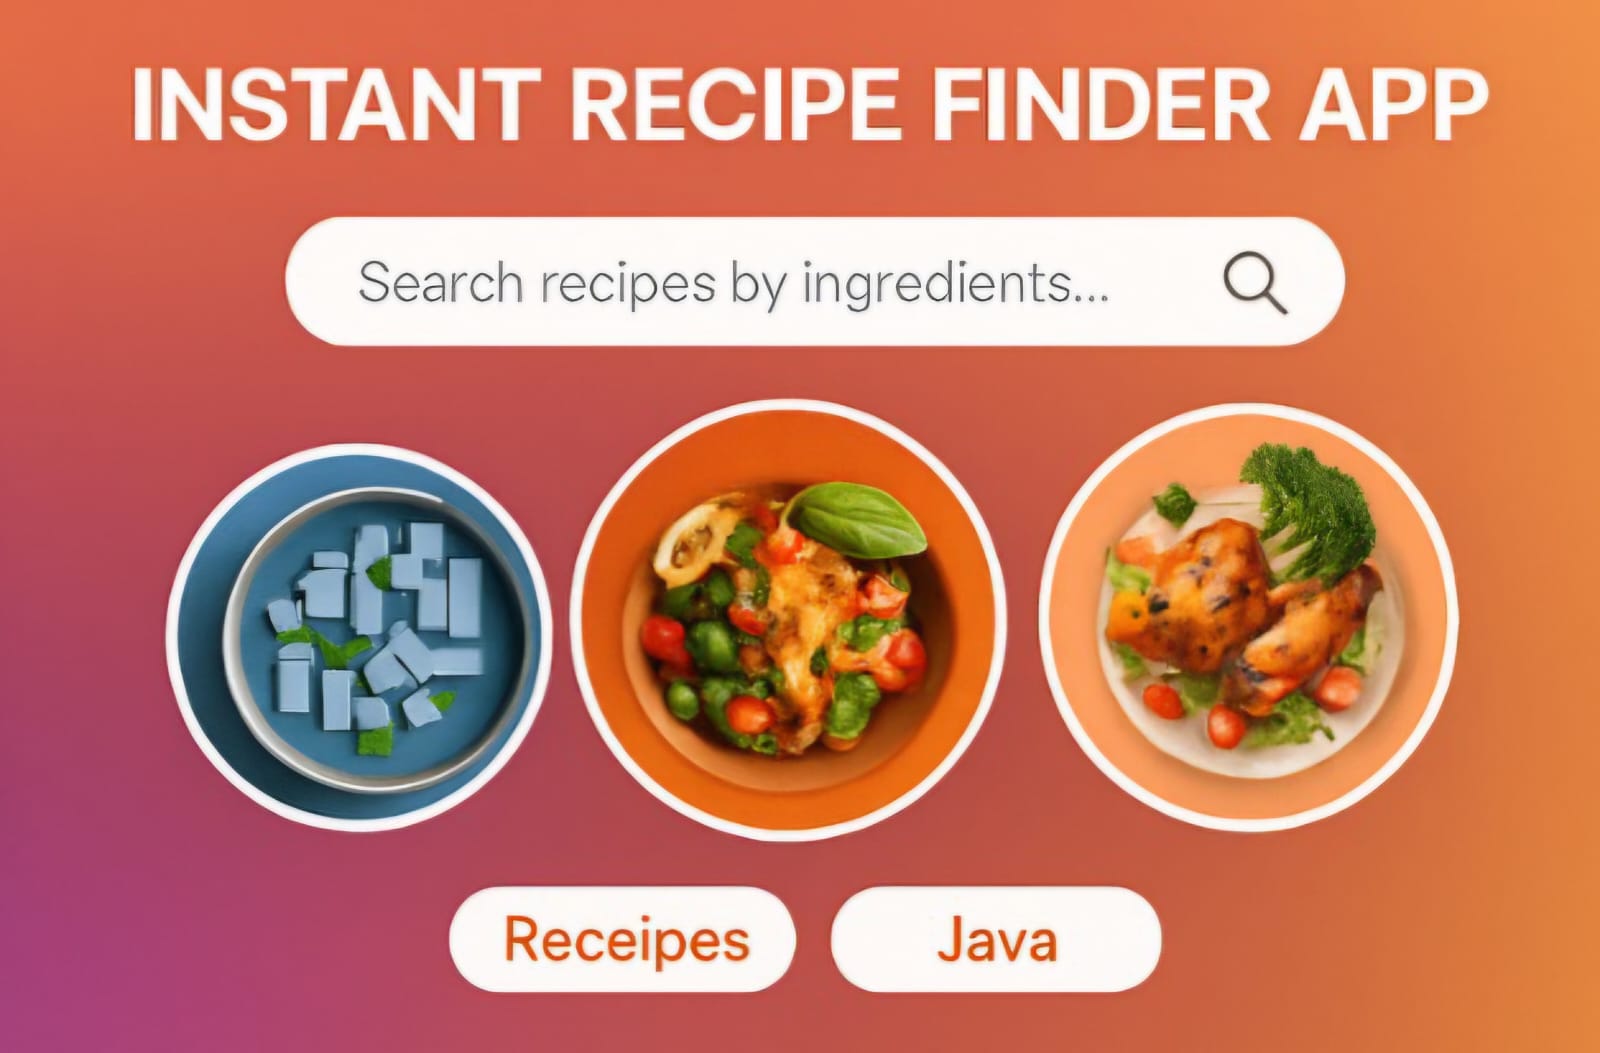 INSTANT RECIPE FINDER APP
Search recipes by ingredients...
Receipes
Java